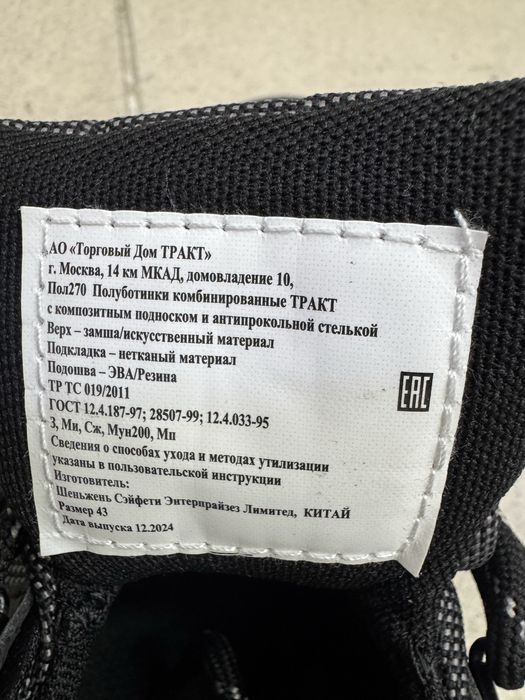 АО «Торговый Дом ТРАКТ»
г. Москва, 14 км МКАД, домовладение 10,
Пол270 Полуботинки комбинированные ТРАКТ
с композитным подноском и антипрокольной стелькой
Верх – замша/искусственный материал
Подкладка – нетканый материал
Подошва – ЭВА/Резина
ТР ТС 019/2011
ГОСТ 12.4.187-97; 28507-99; 12.4.033-95
З, Ми, Сж, Мун200, Мп
Сведения о способах ухода и методах утилизации
указаны в пользовательской инструкции
Изготовитель:
Шеньжень Сэйфети Энтерпрайзез Лимитед, КИТАЙ
Размер 43
Дата выпуска 12.2024
EAC